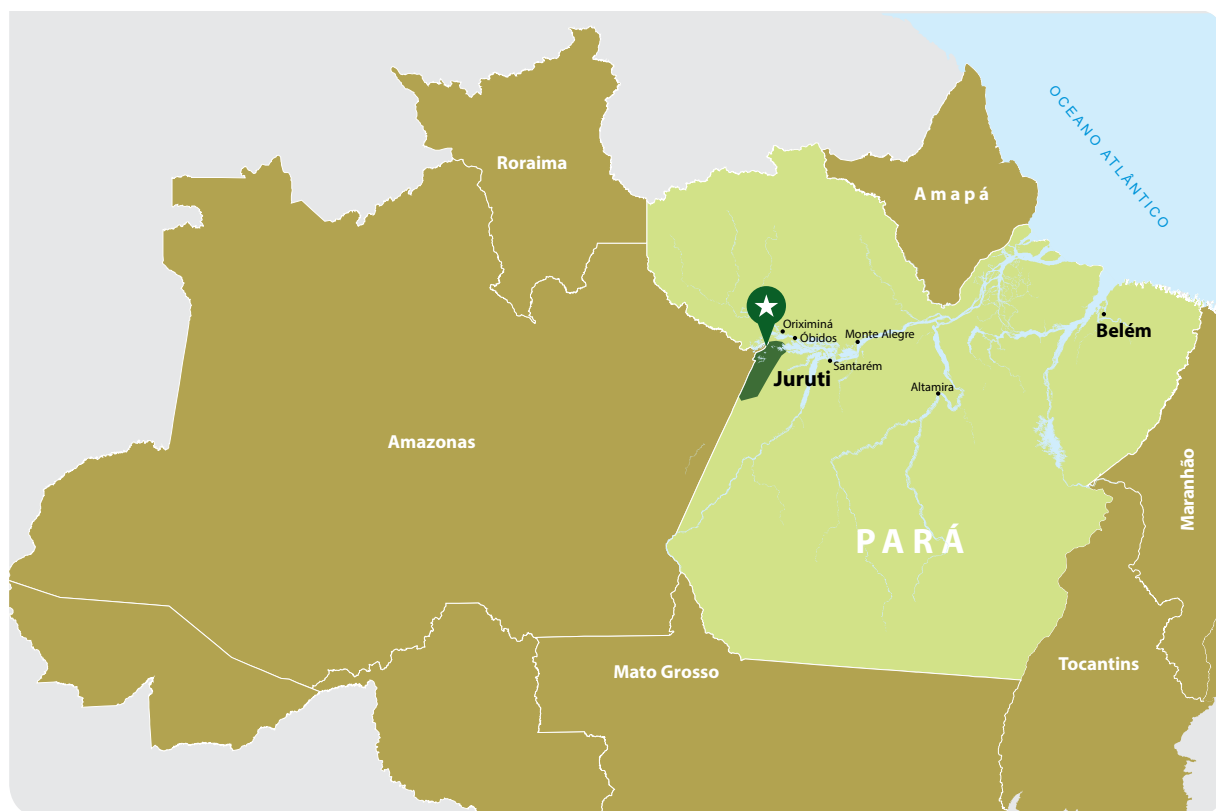 OCEANO ATLÂNTICO
Roraima
Amapá
Oriximiná
Óbidos
Monte Alegre
Belém
Santarém
Juruti
Altamira
Amazonas
Maranhão
PARÁ
Mato Grosso
Tocantins